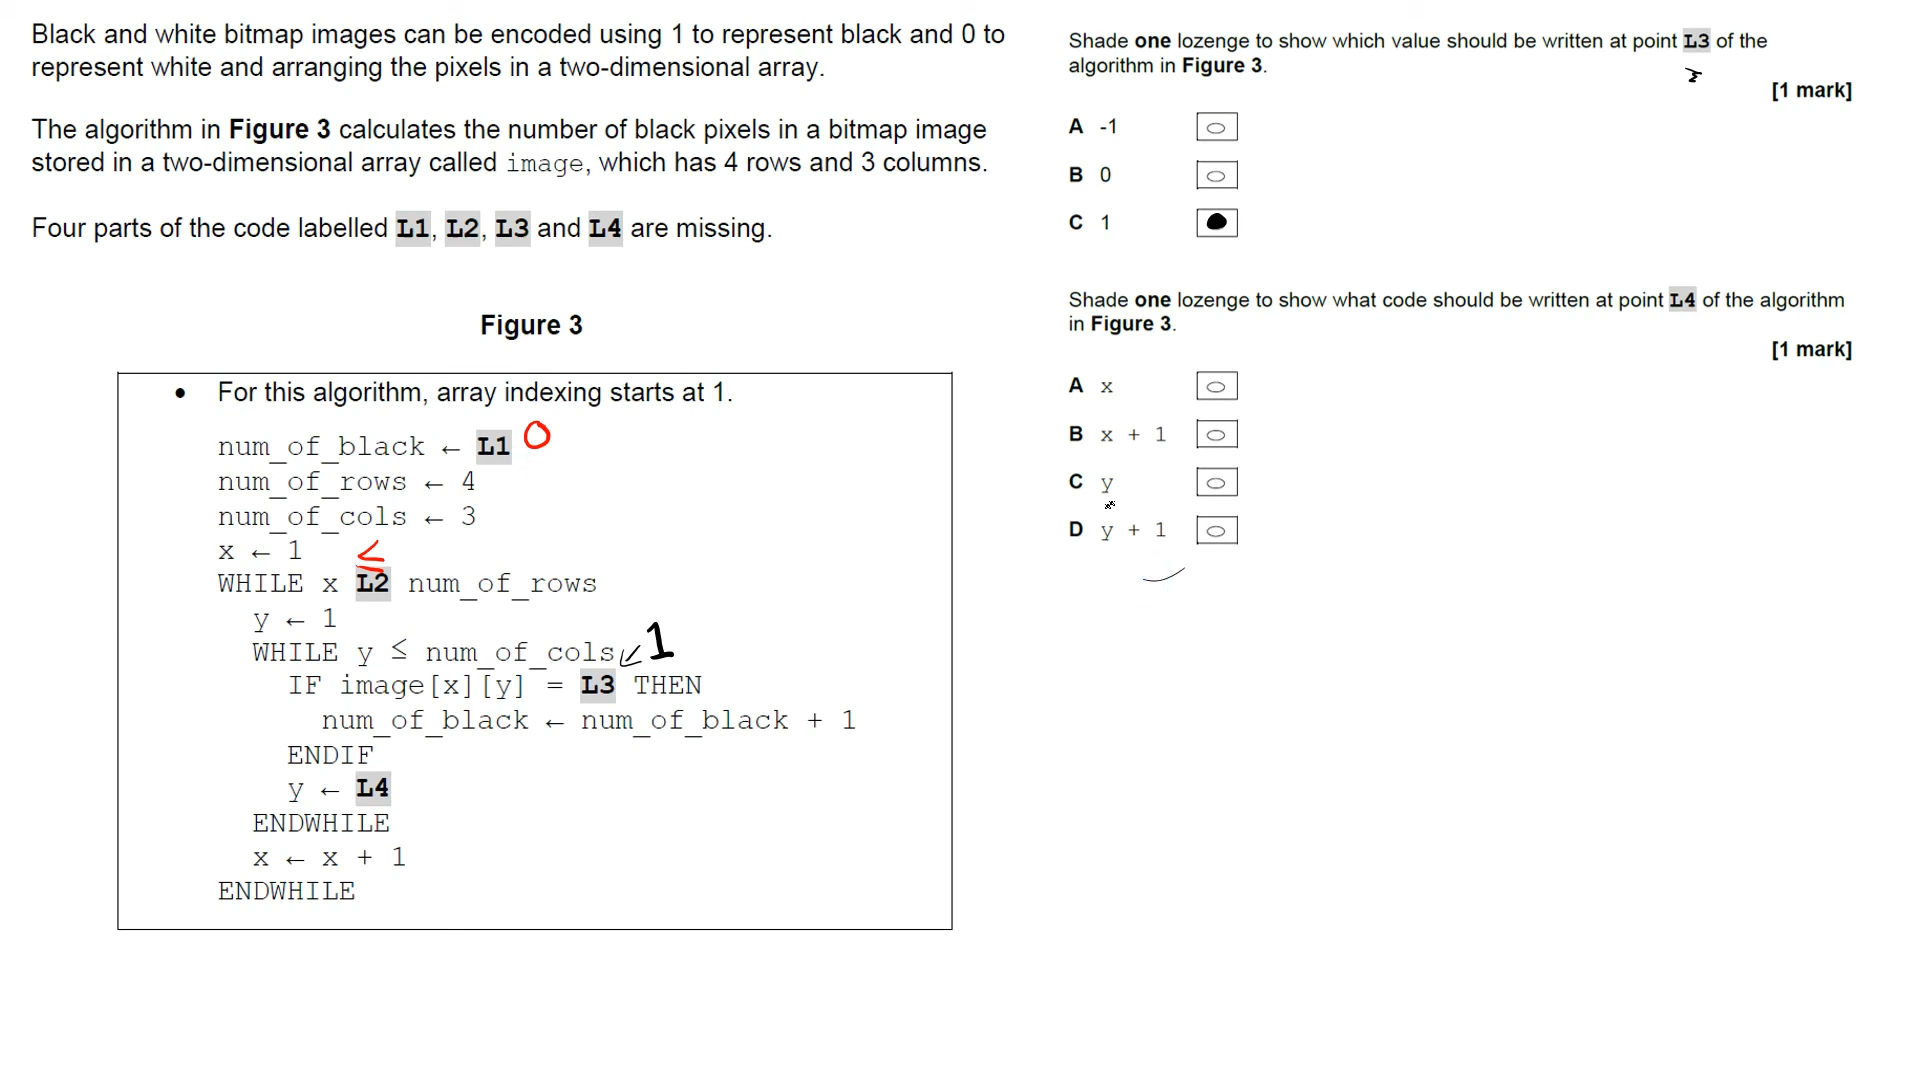 Black and white bitmap images can be encoded using 1 to represent black and 0 to
represent white and arranging the pixels in a two-dimensional array.
The algorithm in Figure 3 calculates the number of black pixels in a bitmap image
stored in a two-dimensional array called image, which has 4 rows and 3 columns.
Four parts of the code labelled L1, L2, L3 and L4 are missing.
Figure 3
• For this algorithm, array indexing starts at 1.
num_of_black ← L1 0
num_of_rows ← 4
num_of_cols ← 3
x ← 1
≤
WHILE x L2 num_of_rows
y ← 1
WHILE y ≤ num_of_cols 1
IF image[x][y] = L3 THEN
num_of_black ← num_of_black + 1
ENDIF
y ← L4
ENDWHILE
x ← x + 1
ENDWHILE
Shade one lozenge to show which value should be written at point L3 of the
algorithm in Figure 3.
[1 mark]
A -1
B 0
C 1
Shade one lozenge to show what code should be written at point L4 of the algorithm
in Figure 3.
[1 mark]
A x
B x + 1
C y
D y + 1